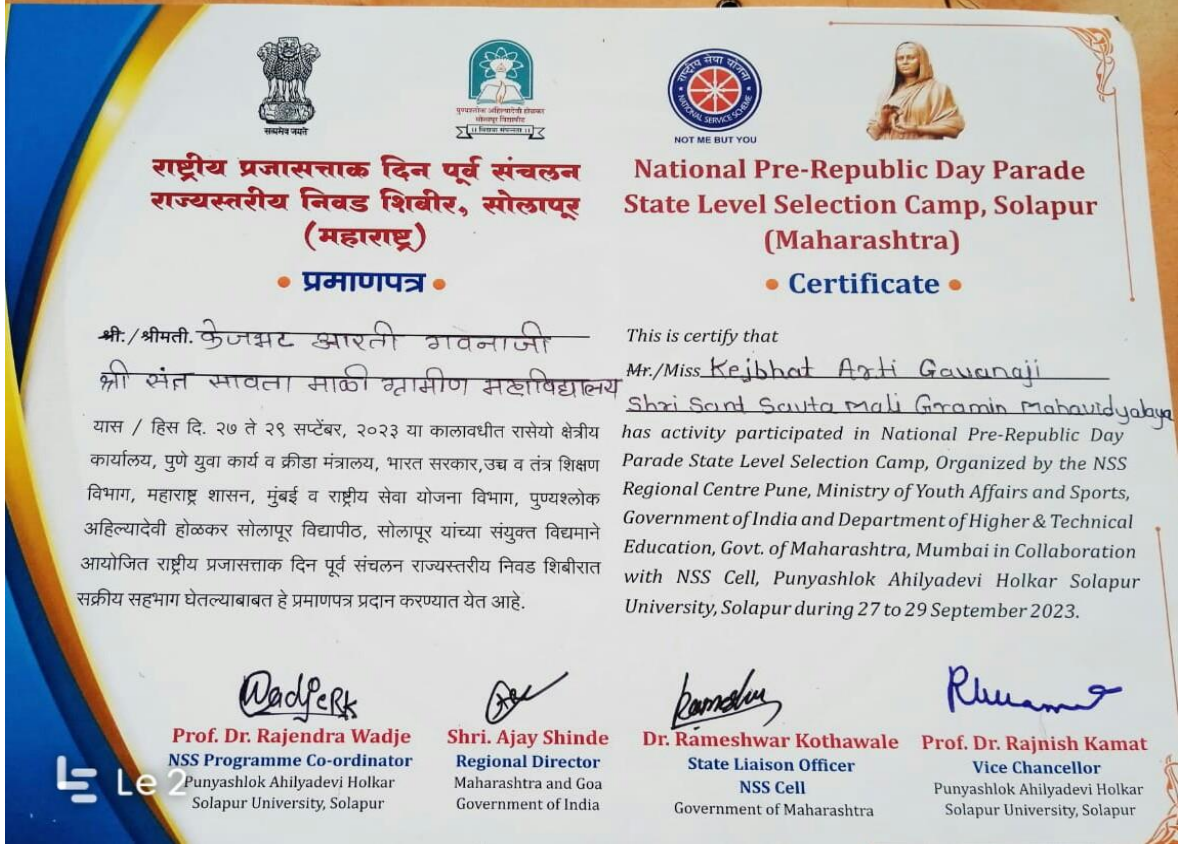 सत्यमेव जयते
पुण्यश्लोक अहिल्यादेवी होळकर
सोलापूर विद्यापीठ
।। विद्यया संपन्नता ।।
राष्ट्रीय सेवा योजना
NATIONAL SERVICE SCHEME
NOT ME BUT YOU
राष्ट्रीय प्रजासत्ताक दिन पूर्व संचलन
राज्यस्तरीय निवड शिबीर, सोलापूर
(महाराष्ट्र)
• प्रमाणपत्र •
श्री./श्रीमती. केजभट आरती गवनाजी
श्री संत सावता माळी ग्रामीण महाविद्यालय
यास / हिस दि. २७ ते २९ सप्टेंबर, २०२३ या कालावधीत रासेयो क्षेत्रीय
कार्यालय, पुणे युवा कार्य व क्रीडा मंत्रालय, भारत सरकार,उच्च व तंत्र शिक्षण
विभाग, महाराष्ट्र शासन, मुंबई व राष्ट्रीय सेवा योजना विभाग, पुण्यश्लोक
अहिल्यादेवी होळकर सोलापूर विद्यापीठ, सोलापूर यांच्या संयुक्त विद्यमाने
आयोजित राष्ट्रीय प्रजासत्ताक दिन पूर्व संचलन राज्यस्तरीय निवड शिबीरात
सक्रीय सहभाग घेतल्याबाबत हे प्रमाणपत्र प्रदान करण्यात येत आहे.
National Pre-Republic Day Parade
State Level Selection Camp, Solapur
(Maharashtra)
• Certificate •
This is certify that
Mr./Miss Kejbhat Arti Gavanaji
Shri Sant Savta Mali Gramin Mahavidyalaya
has activity participated in National Pre-Republic Day
Parade State Level Selection Camp, Organized by the NSS
Regional Centre Pune, Ministry of Youth Affairs and Sports,
Government of India and Department of Higher & Technical
Education, Govt. of Maharashtra, Mumbai in Collaboration
with NSS Cell, Punyashlok Ahilyadevi Holkar Solapur
University, Solapur during 27 to 29 September 2023.
WadjeRk
Prof. Dr. Rajendra Wadje
NSS Programme Co-ordinator
Punyashlok Ahilyadevi Holkar
Solapur University, Solapur
Shri. Ajay Shinde
Regional Director
Maharashtra and Goa
Government of India
Dr. Rameshwar Kothawale
State Liaison Officer
NSS Cell
Government of Maharashtra
Prof. Dr. Rajnish Kamat
Vice Chancellor
Punyashlok Ahilyadevi Holkar
Solapur University, Solapur
Le 2